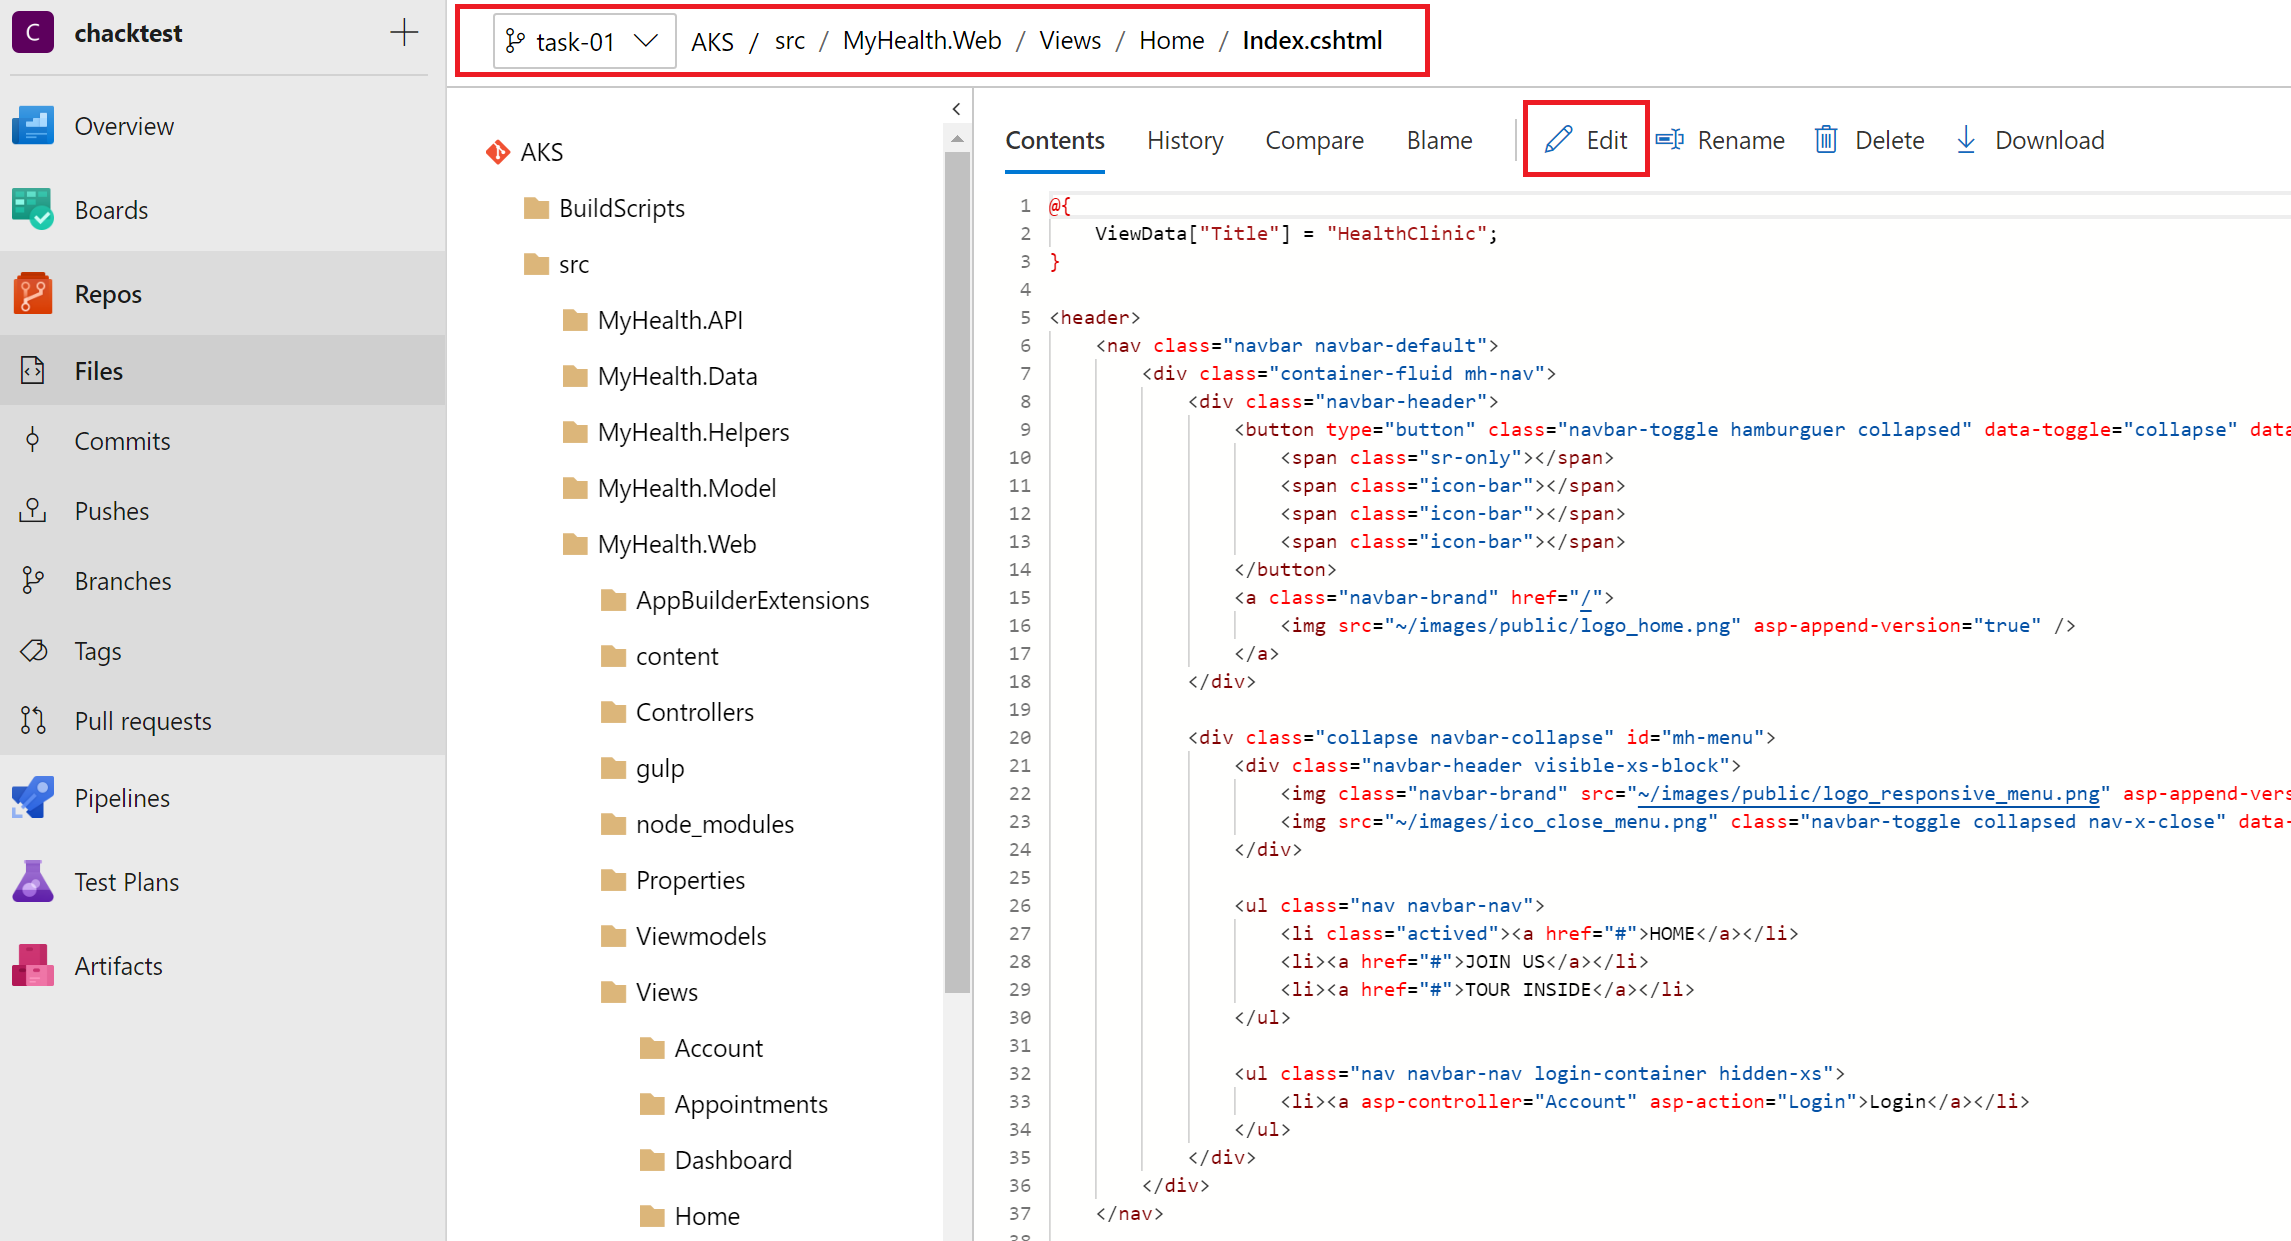 C chacktest
Overview
Boards
Repos
Files
Commits
Pushes
Branches
Tags
Pull requests
Pipelines
Test Plans
Artifacts
task-01 AKS / src / MyHealth.Web / Views / Home / Index.cshtml
AKS
BuildScripts
src
MyHealth.API
MyHealth.Data
MyHealth.Helpers
MyHealth.Model
MyHealth.Web
AppBuilderExtensions
content
Controllers
gulp
node_modules
Properties
Viewmodels
Views
Account
Appointments
Dashboard
Home
Contents History Compare Blame Edit Rename Delete Download
1 @{
2 ViewData["Title"] = "HealthClinic";
3 }
4
5 <header>
6 <nav class="navbar navbar-default">
7 <div class="container-fluid mh-nav">
8 <div class="navbar-header">
9 <button type="button" class="navbar-toggle hamburguer collapsed" data-toggle="collapse" data
10 <span class="sr-only"></span>
11 <span class="icon-bar"></span>
12 <span class="icon-bar"></span>
13 <span class="icon-bar"></span>
14 </button>
15 <a class="navbar-brand" href="/">
16 <img src="~/images/public/logo_home.png" asp-append-version="true" />
17 </a>
18 </div>
19
20 <div class="collapse navbar-collapse" id="mh-menu">
21 <div class="navbar-header visible-xs-block">
22 <img class="navbar-brand" src="~/images/public/logo_responsive_menu.png" asp-append-vers
23 <img src="~/images/ico_close_menu.png" class="navbar-toggle collapsed nav-x-close" data-
24 </div>
25
26 <ul class="nav navbar-nav">
27 <li class="actived"><a href="#">HOME</a></li>
28 <li><a href="#">JOIN US</a></li>
29 <li><a href="#">TOUR INSIDE</a></li>
30 </ul>
31
32 <ul class="nav navbar-nav login-container hidden-xs">
33 <li><a asp-controller="Account" asp-action="Login">Login</a></li>
34 </ul>
35 </div>
36 </div>
37 </nav>
38